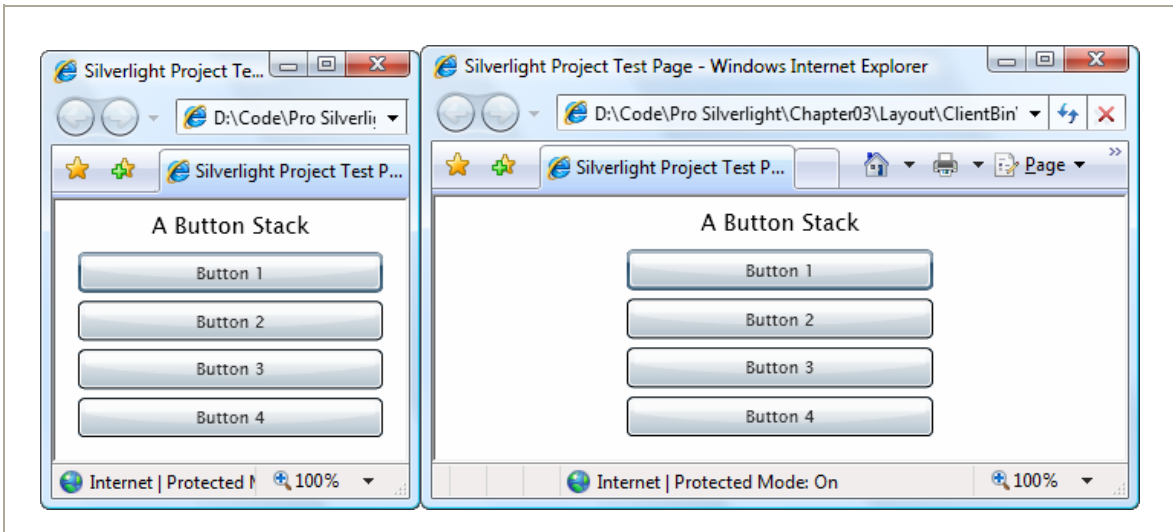 Silverlight Project Te...
D:\Code\Pro Silverli
Silverlight Project Test P...
A Button Stack
Button 1
Button 2
Button 3
Button 4
Internet | Protected
100%
Silverlight Project Test Page - Windows Internet Explorer
D:\Code\Pro Silverlight\Chapter03\Layout\ClientBin
Silverlight Project Test P...
Page
A Button Stack
Button 1
Button 2
Button 3
Button 4
Internet | Protected Mode: On
100%